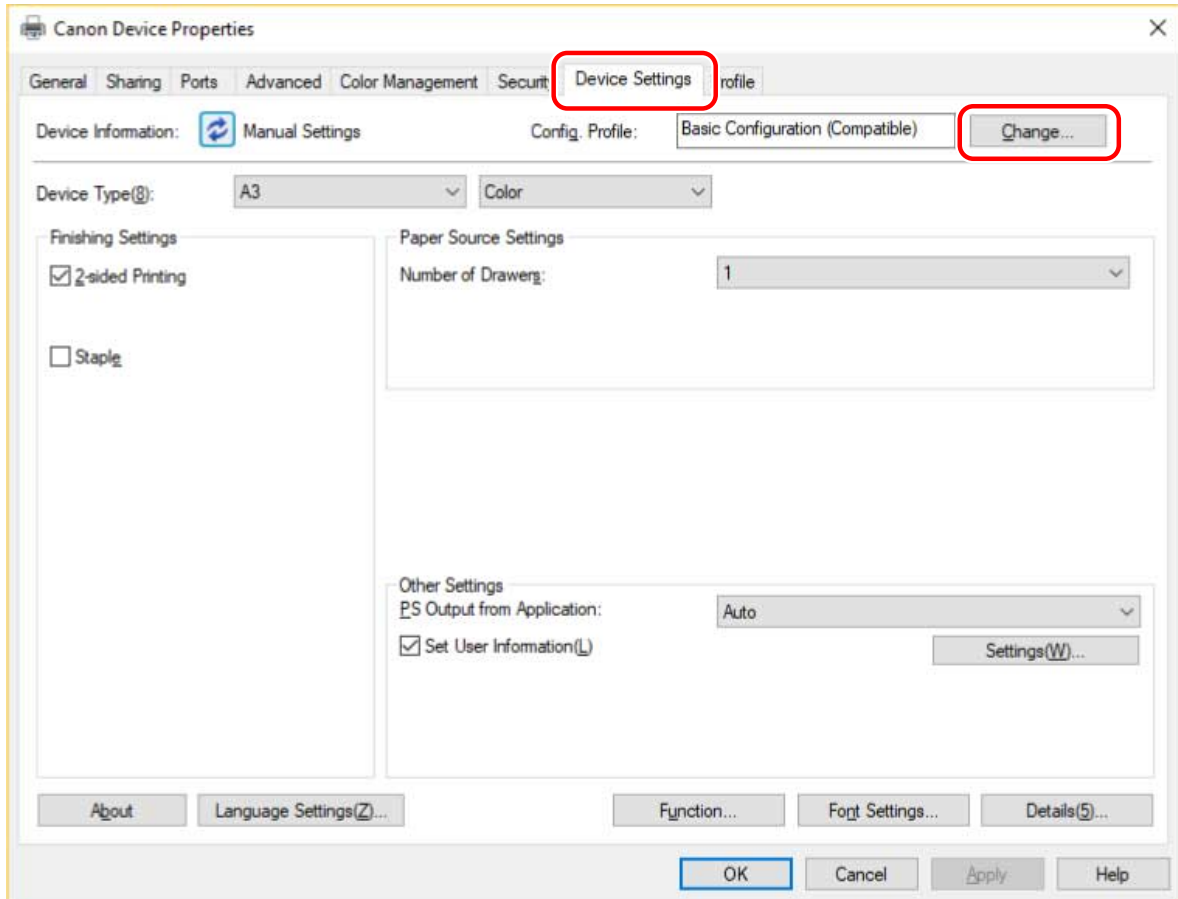 Canon Device Properties
General Sharing Ports Advanced Color Management Securit Device Settings rofile
Device Information: Manual Settings Config. Profile: Basic Configuration (Compatible) Change...
Device Type(8): A3 Color
Finishing Settings
2-sided Printing
Staple
Paper Source Settings
Number of Drawers: 1
Other Settings
PS Output from Application: Auto
Set User Information(L) Settings(W)...
About Language Settings(Z)... Function... Font Settings... Details(5)...
OK Cancel Apply Help